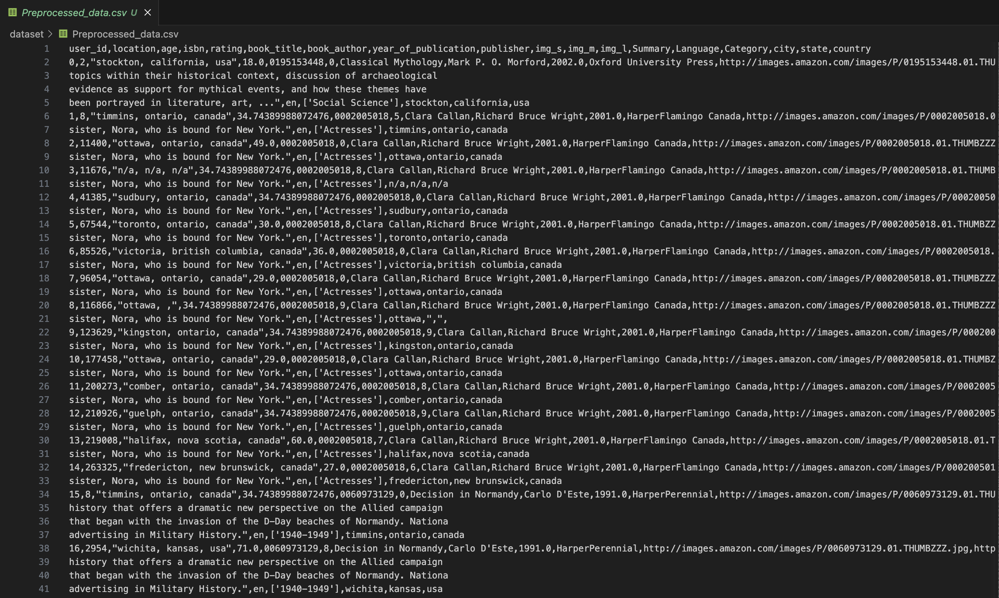 Preprocessed_data.csv U
dataset > Preprocessed_data.csv
1 user_id,location,age,isbn,rating,book_title,book_author,year_of_publication,publisher,img_s,img_m,img_l,Summary,Language,Category,city,state,country
2 0,2,"stockton, california, usa",18.0,0195153448,0,Classical Mythology,Mark P. O. Morford,2002.0,Oxford University Press,http://images.amazon.com/images/P/0195153448.01.THU
3 topics within their historical context, discussion of archaeological
4 evidence as support for mythical events, and how these themes have
5 been portrayed in literature, art, ...",en,['Social Science'],stockton,california,usa
6 1,8,"timmins, ontario, canada",34.74389988072476,0002005018,5,Clara Callan,Richard Bruce Wright,2001.0,HarperFlamingo Canada,http://images.amazon.com/images/P/0002005018.0
7 sister, Nora, who is bound for New York.",en,['Actresses'],timmins,ontario,canada
8 2,11400,"ottawa, ontario, canada",49.0,0002005018,0,Clara Callan,Richard Bruce Wright,2001.0,HarperFlamingo Canada,http://images.amazon.com/images/P/0002005018.01.THUMBZZZ
9 sister, Nora, who is bound for New York.",en,['Actresses'],ottawa,ontario,canada
10 3,11676,"n/a, n/a, n/a",34.74389988072476,0002005018,8,Clara Callan,Richard Bruce Wright,2001.0,HarperFlamingo Canada,http://images.amazon.com/images/P/0002005018.01.THUMB
11 sister, Nora, who is bound for New York.",en,['Actresses'],n/a,n/a,n/a
12 4,41385,"sudbury, ontario, canada",34.74389988072476,0002005018,0,Clara Callan,Richard Bruce Wright,2001.0,HarperFlamingo Canada,http://images.amazon.com/images/P/00020050
13 sister, Nora, who is bound for New York.",en,['Actresses'],sudbury,ontario,canada
14 5,67544,"toronto, ontario, canada",30.0,0002005018,8,Clara Callan,Richard Bruce Wright,2001.0,HarperFlamingo Canada,http://images.amazon.com/images/P/0002005018.01.THUMBZZ
15 sister, Nora, who is bound for New York.",en,['Actresses'],toronto,ontario,canada
16 6,85526,"victoria, british columbia, canada",36.0,0002005018,0,Clara Callan,Richard Bruce Wright,2001.0,HarperFlamingo Canada,http://images.amazon.com/images/P/0002005018.
17 sister, Nora, who is bound for New York.",en,['Actresses'],victoria,british columbia,canada
18 7,96054,"ottawa, ontario, canada",29.0,0002005018,0,Clara Callan,Richard Bruce Wright,2001.0,HarperFlamingo Canada,http://images.amazon.com/images/P/0002005018.01.THUMBZZZ
19 sister, Nora, who is bound for New York.",en,['Actresses'],ottawa,ontario,canada
20 8,116866,"ottawa, ,",34.74389988072476,0002005018,9,Clara Callan,Richard Bruce Wright,2001.0,HarperFlamingo Canada,http://images.amazon.com/images/P/0002005018.01.THUMBZZZ
21 sister, Nora, who is bound for New York.",en,['Actresses'],ottawa,",",
22 9,123629,"kingston, ontario, canada",34.74389988072476,0002005018,9,Clara Callan,Richard Bruce Wright,2001.0,HarperFlamingo Canada,http://images.amazon.com/images/P/000200
23 sister, Nora, who is bound for New York.",en,['Actresses'],kingston,ontario,canada
24 10,177458,"ottawa, ontario, canada",29.0,0002005018,0,Clara Callan,Richard Bruce Wright,2001.0,HarperFlamingo Canada,http://images.amazon.com/images/P/0002005018.01.THUMBZ
25 sister, Nora, who is bound for New York.",en,['Actresses'],ottawa,ontario,canada
26 11,200273,"comber, ontario, canada",34.74389988072476,0002005018,8,Clara Callan,Richard Bruce Wright,2001.0,HarperFlamingo Canada,http://images.amazon.com/images/P/0002005
27 sister, Nora, who is bound for New York.",en,['Actresses'],comber,ontario,canada
28 12,210926,"guelph, ontario, canada",34.74389988072476,0002005018,9,Clara Callan,Richard Bruce Wright,2001.0,HarperFlamingo Canada,http://images.amazon.com/images/P/0002005
29 sister, Nora, who is bound for New York.",en,['Actresses'],guelph,ontario,canada
30 13,219008,"halifax, nova scotia, canada",60.0,0002005018,7,Clara Callan,Richard Bruce Wright,2001.0,HarperFlamingo Canada,http://images.amazon.com/images/P/0002005018.01.T
31 sister, Nora, who is bound for New York.",en,['Actresses'],halifax,nova scotia,canada
32 14,263325,"fredericton, new brunswick, canada",27.0,0002005018,6,Clara Callan,Richard Bruce Wright,2001.0,HarperFlamingo Canada,http://images.amazon.com/images/P/000200501
33 sister, Nora, who is bound for New York.",en,['Actresses'],fredericton,new brunswick,canada
34 15,8,"timmins, ontario, canada",34.74389988072476,0060973129,0,Decision in Normandy,Carlo D'Este,1991.0,HarperPerennial,http://images.amazon.com/images/P/0060973129.01.THU
35 history that offers a dramatic new perspective on the Allied campaign
36 that began with the invasion of the D-Day beaches of Normandy. Nationa
37 advertising in Military History.",en,['1940-1949'],timmins,ontario,canada
38 16,2954,"wichita, kansas, usa",71.0,0060973129,8,Decision in Normandy,Carlo D'Este,1991.0,HarperPerennial,http://images.amazon.com/images/P/0060973129.01.THUMBZZZ.jpg,http
39 history that offers a dramatic new perspective on the Allied campaign
40 that began with the invasion of the D-Day beaches of Normandy. Nationa
41 advertising in Military History.",en,['1940-1949'],wichita,kansas,usa